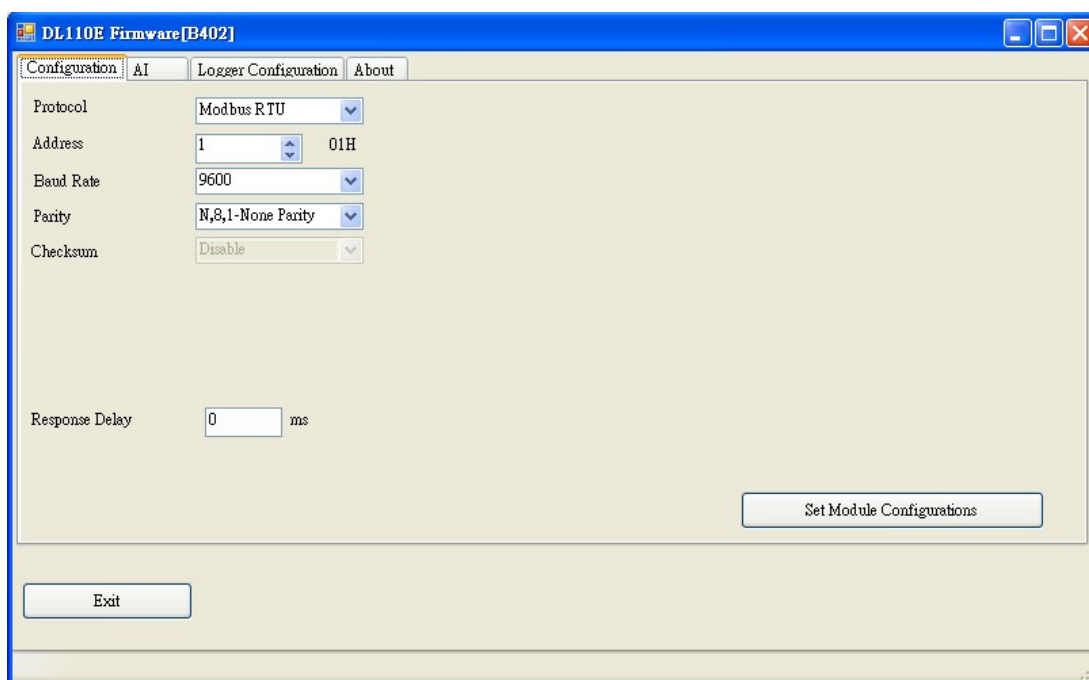 DL110E Firmware[B402]
Configuration AI Logger Configuration About
Protocol Modbus RTU
Address 1 01H
Baud Rate 9600
Parity N,8,1-None Parity
Checksum Disable
Response Delay 0 ms
Set Module Configurations
Exit